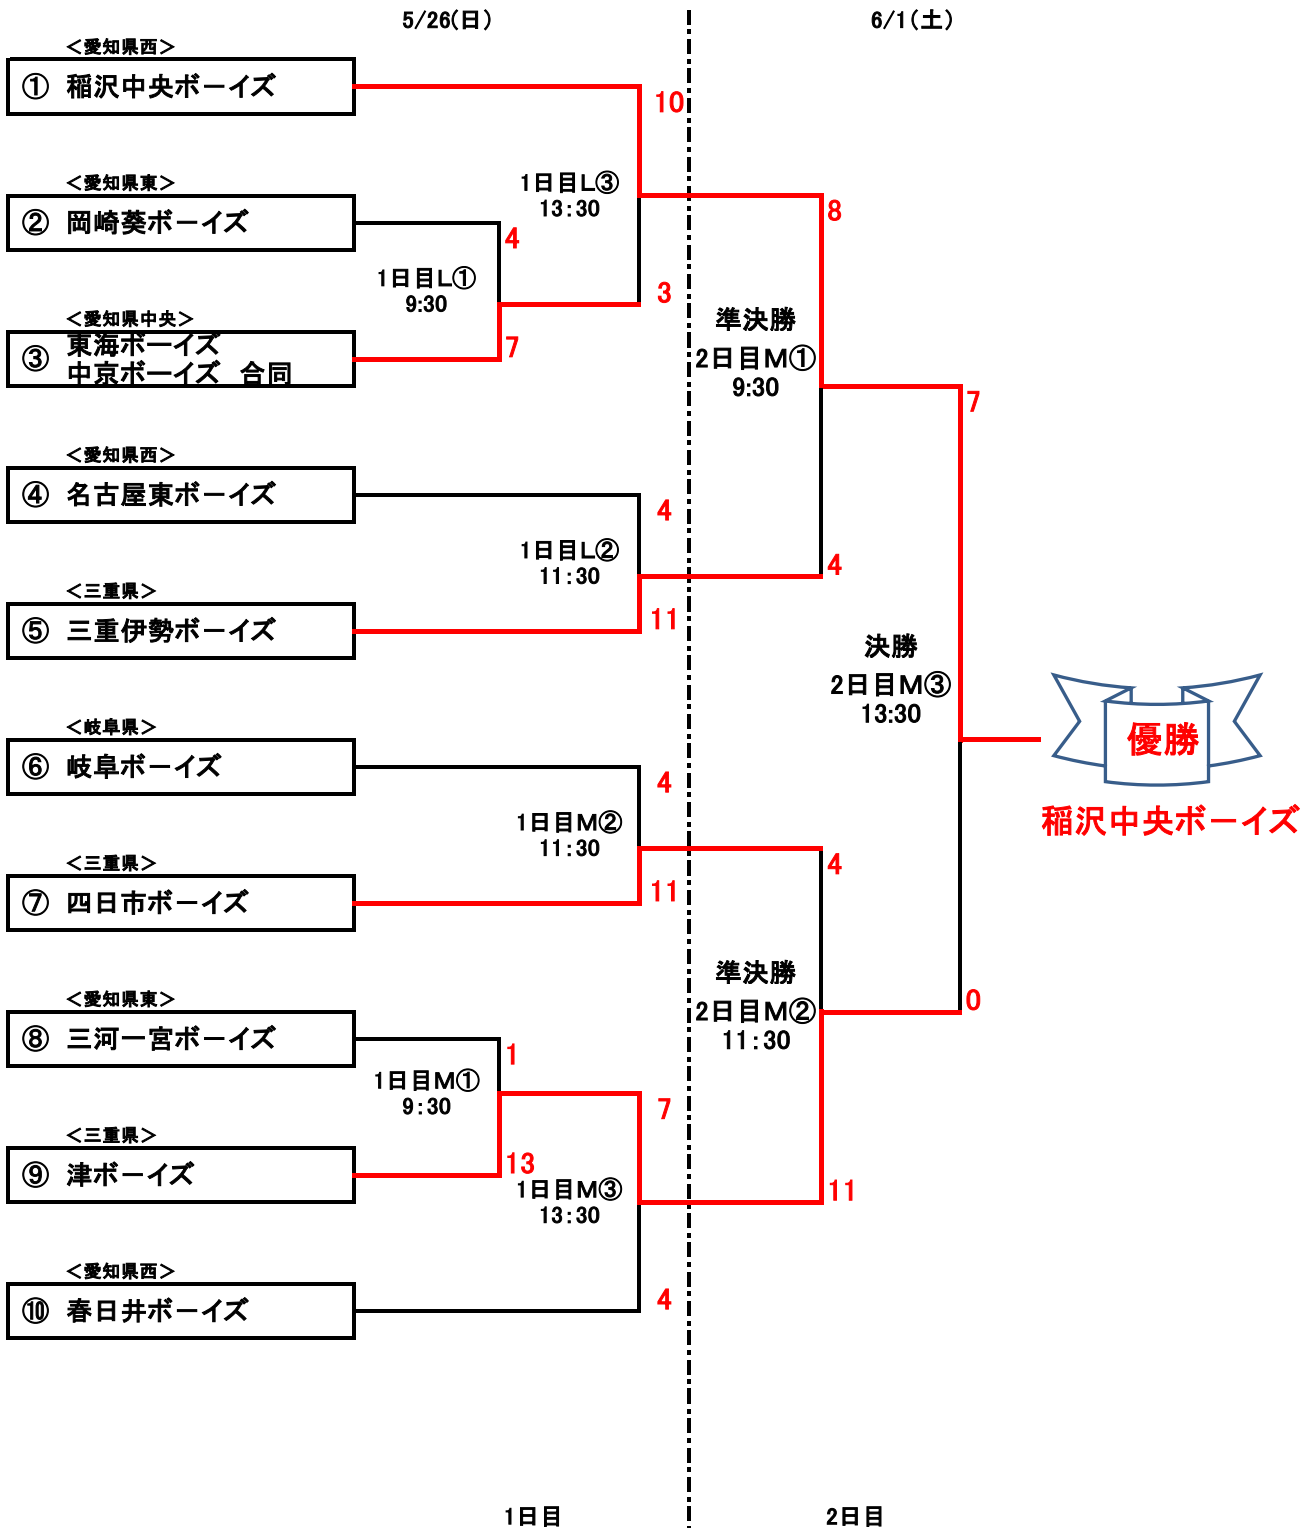 5/26(日)
6/1(土)
＜愛知県西＞
① 稲沢中央ボーイズ
10
＜愛知県東＞
② 岡崎葵ボーイズ
1日目L③
13:30
8
4
1日目L①
9:30
3
＜愛知県中央＞
③ 東海ボーイズ
中京ボーイズ 合同
7
準決勝
2日目M①
9:30
7
＜愛知県西＞
④ 名古屋東ボーイズ
4
1日目L②
11:30
4
＜三重県＞
⑤ 三重伊勢ボーイズ
11
決勝
2日目M③
13:30
優勝
稲沢中央ボーイズ
＜岐阜県＞
⑥ 岐阜ボーイズ
4
1日目M②
11:30
4
＜三重県＞
⑦ 四日市ボーイズ
11
準決勝
2日目M②
11:30
0
＜愛知県東＞
⑧ 三河一宮ボーイズ
1
1日目M①
9:30
7
＜三重県＞
⑨ 津ボーイズ
13
1日目M③
13:30
11
＜愛知県西＞
⑩ 春日井ボーイズ
4
1日目
2日目